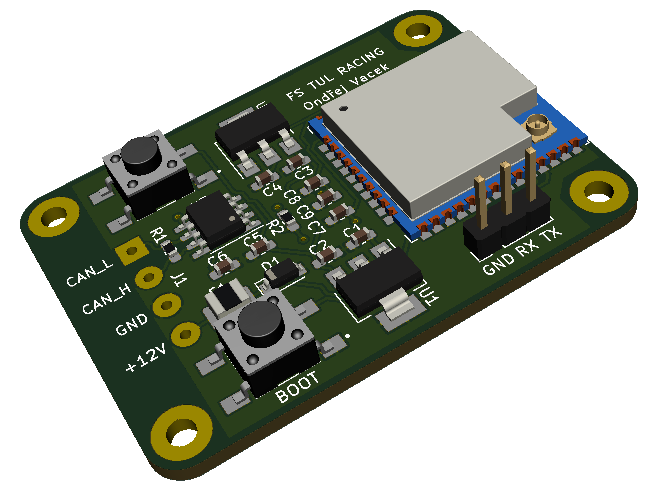 FS TUL RACING
Ondřej Vacek
C4
C3
C8
C9
C7
R1
C6
C5
C2
C1
D1
J1
U1
CAN_L
CAN_H
GND
+12V
BOOT
GND RX TX